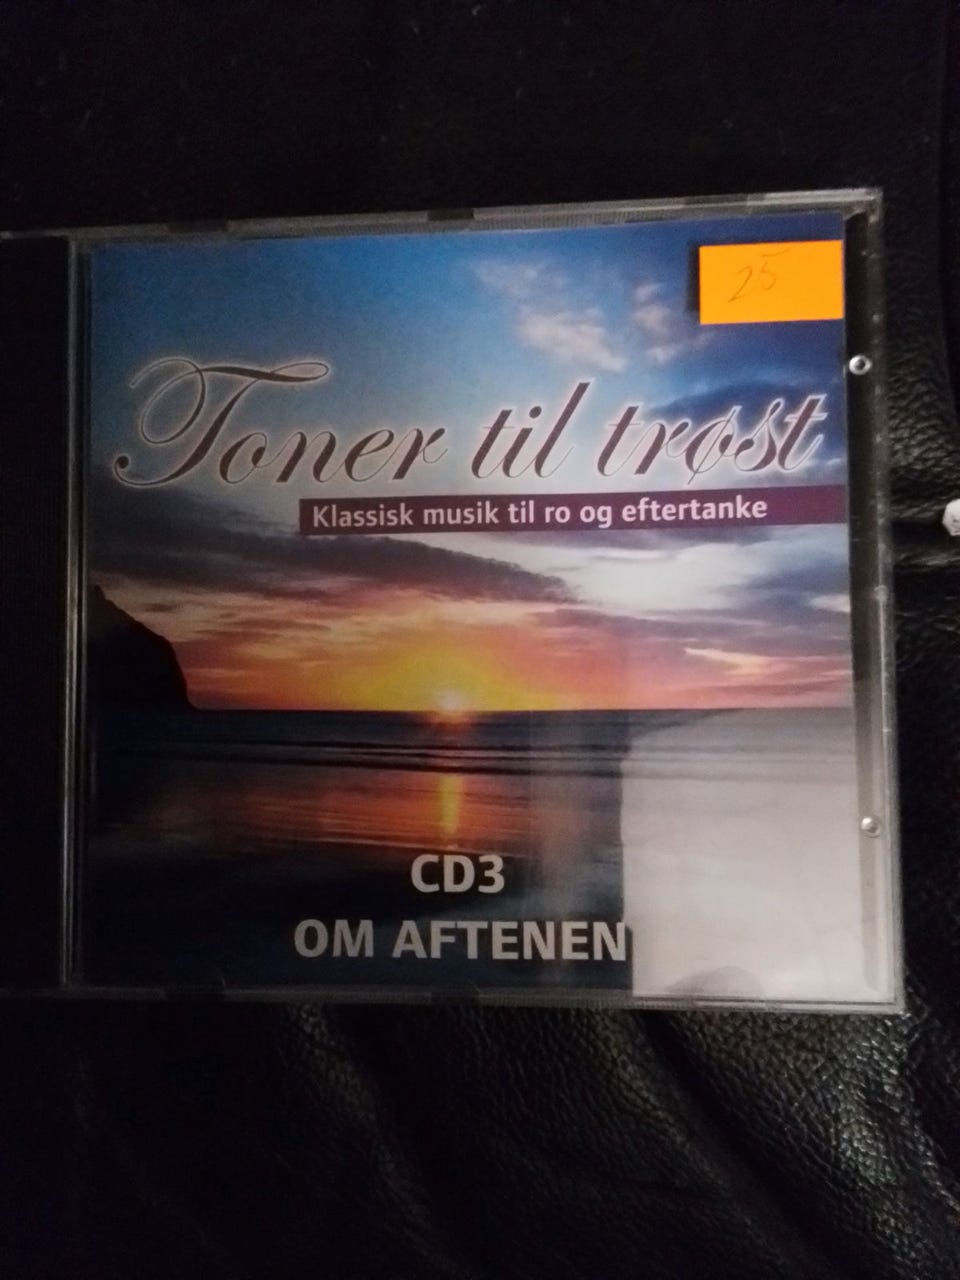 25
Toner til trøst
Klassisk musik til ro og eftertanke
CD3
OM AFTENEN